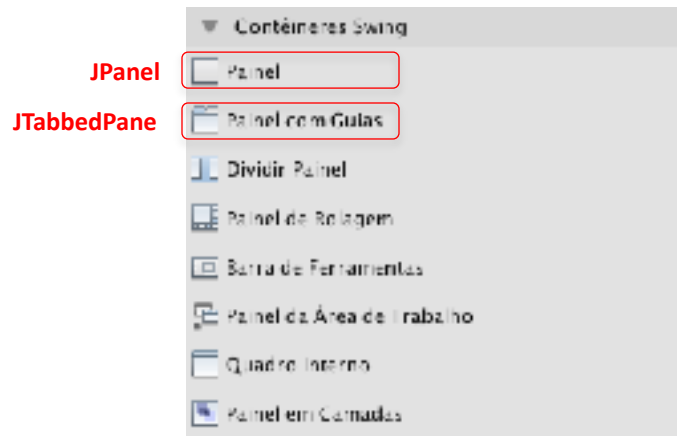 Contêineres Swing
JPanel Painel
JTabbedPane Painel com Guias
Dividir Painel
Painel de Rolagem
Barra de Ferramentas
Painel da Área de Trabalho
Quadro Interno
Painel em Camadas